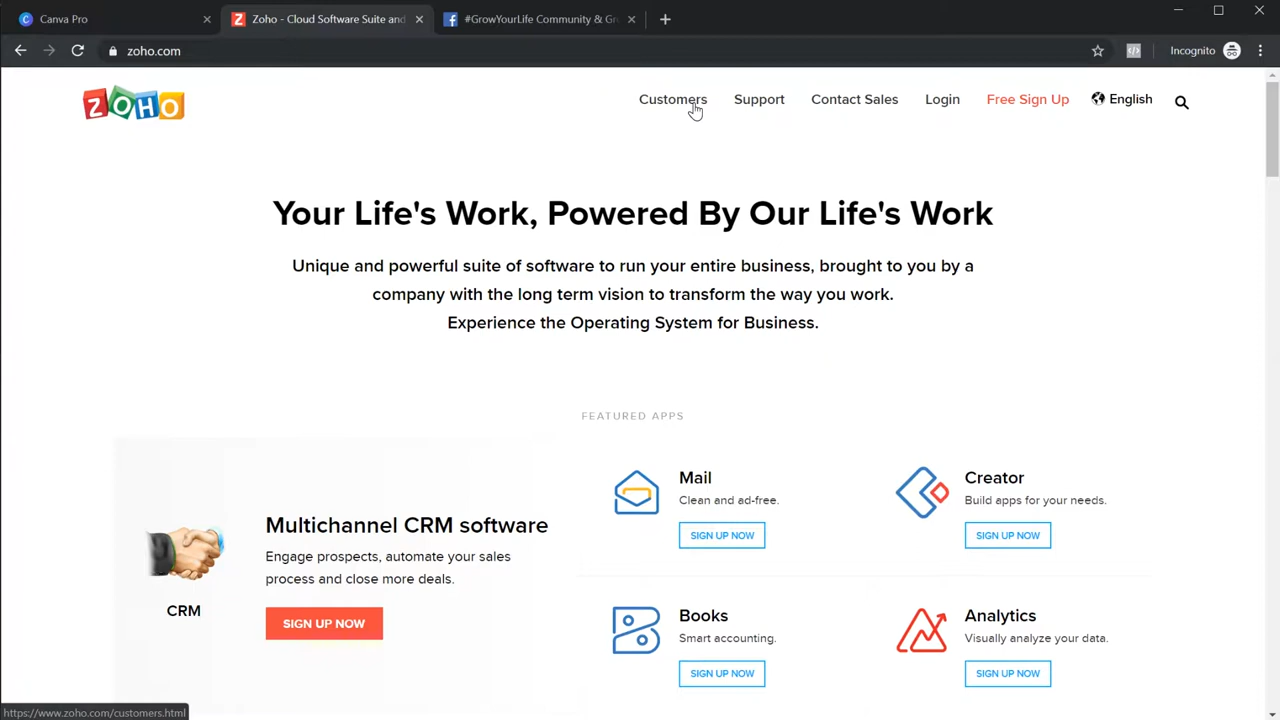 Canva Pro
Zoho - Cloud Software Suite and
#GrowYourLife Community & Gr
zoho.com
Incognito
ZOHO
Customers
Support
Contact Sales
Login
Free Sign Up
English
Your Life's Work, Powered By Our Life's Work
Unique and powerful suite of software to run your entire business, brought to you by a
company with the long term vision to transform the way you work.
Experience the Operating System for Business.
FEATURED APPS
CRM
Multichannel CRM software
Engage prospects, automate your sales
process and close more deals.
SIGN UP NOW
Mail
Clean and ad-free.
SIGN UP NOW
Creator
Build apps for your needs.
SIGN UP NOW
Books
Smart accounting.
SIGN UP NOW
Analytics
Visually analyze your data.
SIGN UP NOW
https://www.zoho.com/customers.html